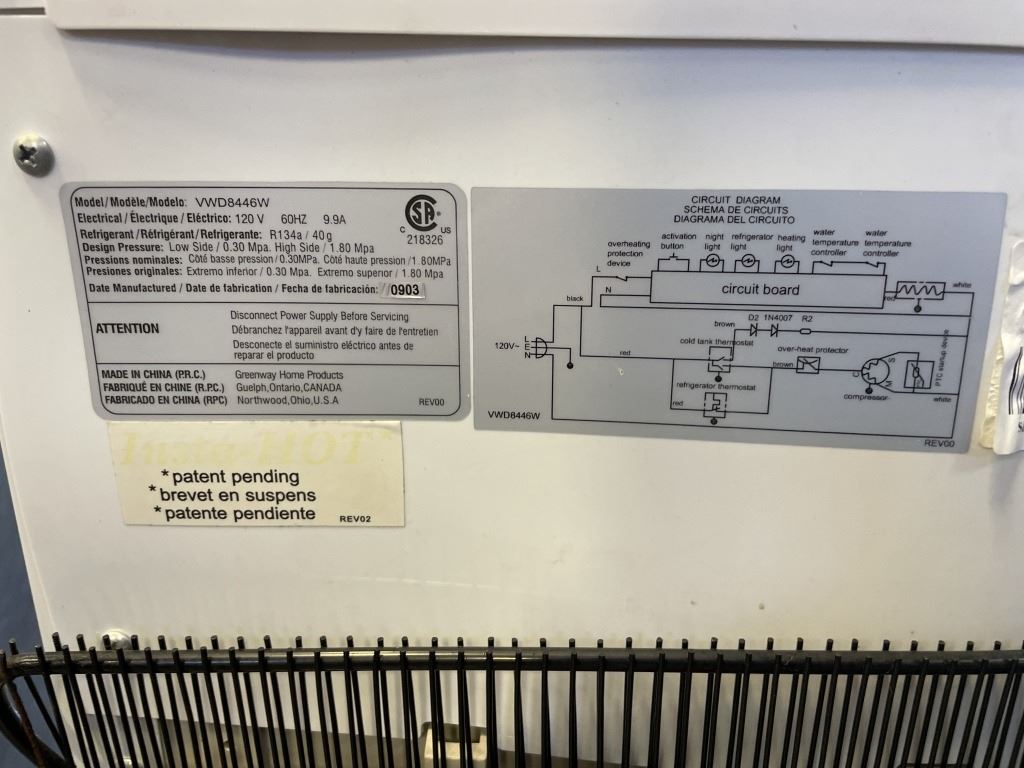 Model/Modèle/Modelo: VWD8446W
Electrical / Électrique / Eléctrico: 120 V 60HZ 9.9A
Refrigerant/Réfrigérant/Refrigerante: R134a / 40g
Design Pressure: Low Side / 0.30 Mpa. High Side / 1.80 Mpa
Pressions nominales: Côté basse pression/0.30MPa. Côté haute pression/1.80MPa
Presiones originales: Extremo inferior / 0.30 Mpa. Extremo superior / 1.80 Mpa
Date Manufactured / Date de fabrication / Fecha de fabricación: 0903
C US
218326
ATTENTION
Disconnect Power Supply Before Servicing
Débranchez l'appareil avant d'y faire de l'entretien
Desconecte el suministro eléctrico antes de
reparar el producto
MADE IN CHINA (P.R.C.) Greenway Home Products
FABRIQUÉ EN CHINE (R.P.C.) Guelph,Ontario,CANADA
FABRICADO EN CHINA (RPC) Northwood,Ohio,U.S.A REV00
Insta HOT*
*patent pending
*brevet en suspens
*patente pendiente REV02
CIRCUIT DIAGRAM
SCHEMA DE CIRCUITS
DIAGRAMA DEL CIRCUITO
overheating
protection
device
activation
button
night
light
refrigerator
light
heating
light
water
temperature
controller
water
temperature
controller
L
N
circuit board
red
white
black
brown D2 1N4007 R2
120V~
L
E
N
red
cold tank thermostat
over-heat protector
brown
C
S
M
PTC startup device
compressor
white
refrigerator thermostat
red
VWD8446W
REV00